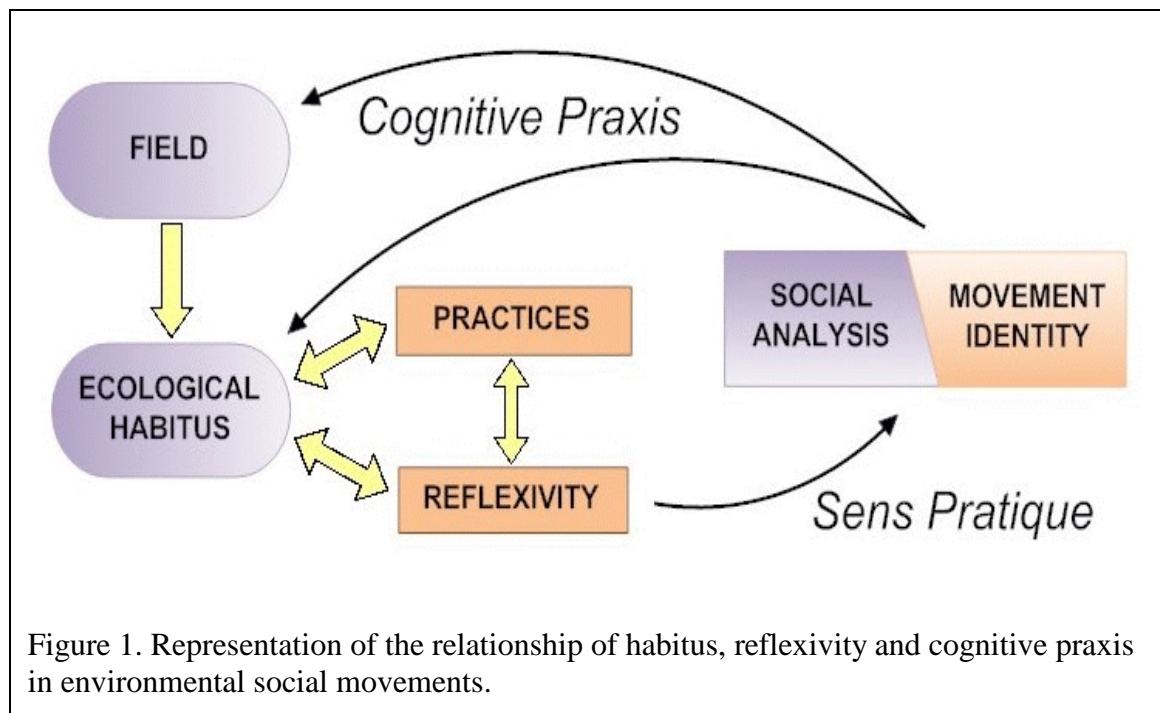 FIELD
Cognitive Praxis
ECOLOGICAL
HABITUS
PRACTICES
REFLEXIVITY
SOCIAL
ANALYSIS
MOVEMENT
IDENTITY
Sens Pratique
Figure 1. Representation of the relationship of habitus, reflexivity and cognitive praxis
in environmental social movements.